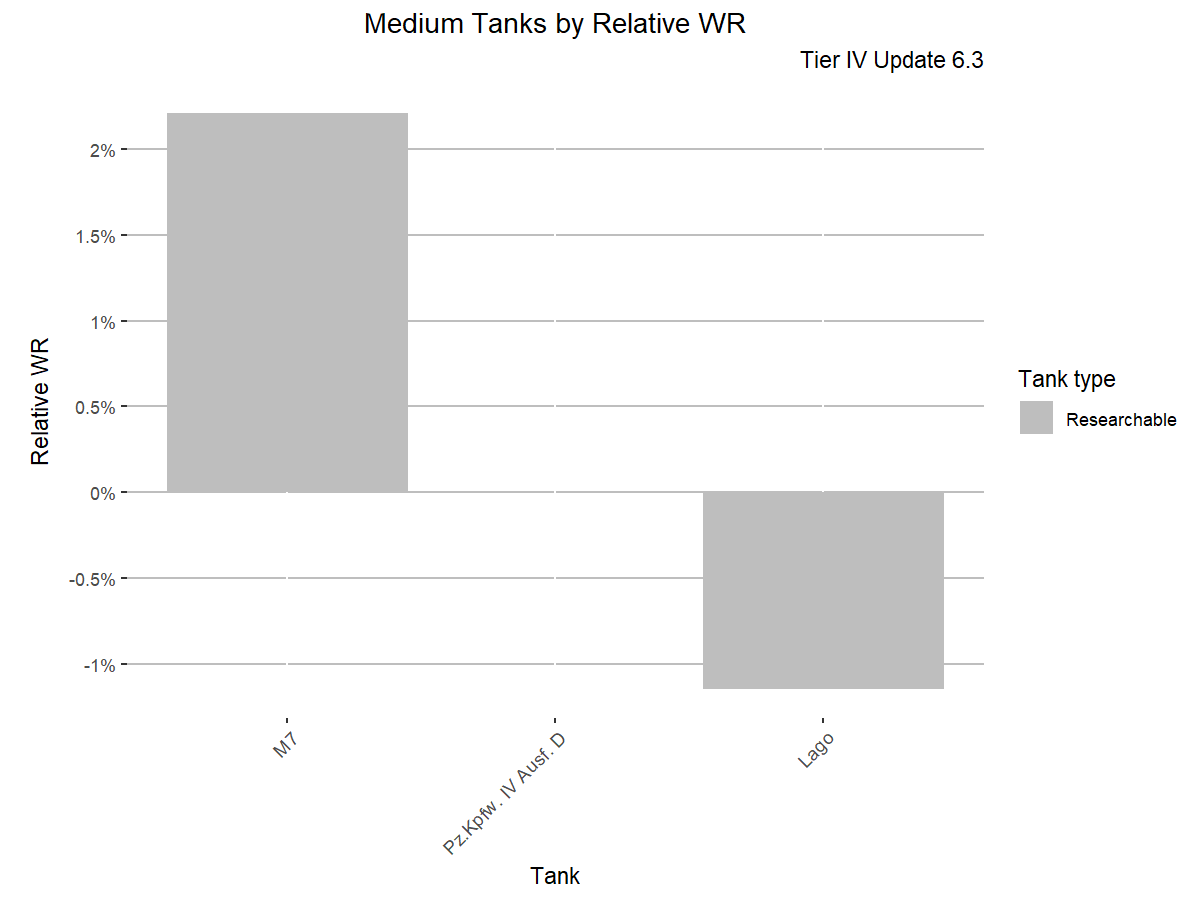 Medium Tanks by Relative WR
Tier IV Update 6.3
Relative WR
2%
1.5%
1%
0.5%
0%
-0.5%
-1%
M7
Pz.Kpfw. IV Ausf. D
Lago
Tank
Tank type
Researchable